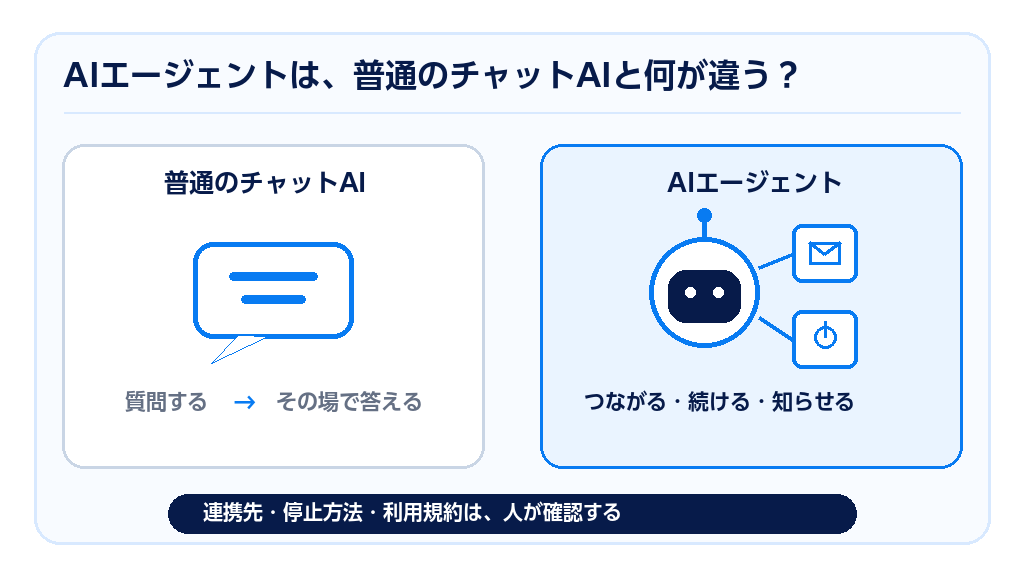 AIエージェントは、普通のチャットAIと何が違う？
普通のチャットAI
質問する → その場で答える
AIエージェント
つながる・続ける・知らせる
連携先・停止方法・利用規約は、人が確認する